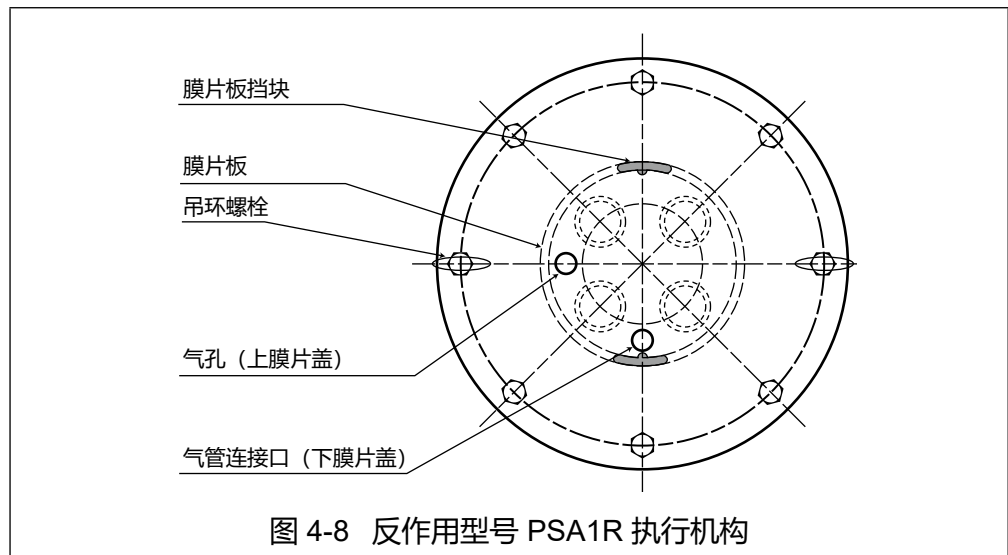 膜片板挡块
膜片板
吊环螺栓
气孔（上膜片盖）
气管连接口（下膜片盖）
图 4-8 反作用型号 PSA1R 执行机构